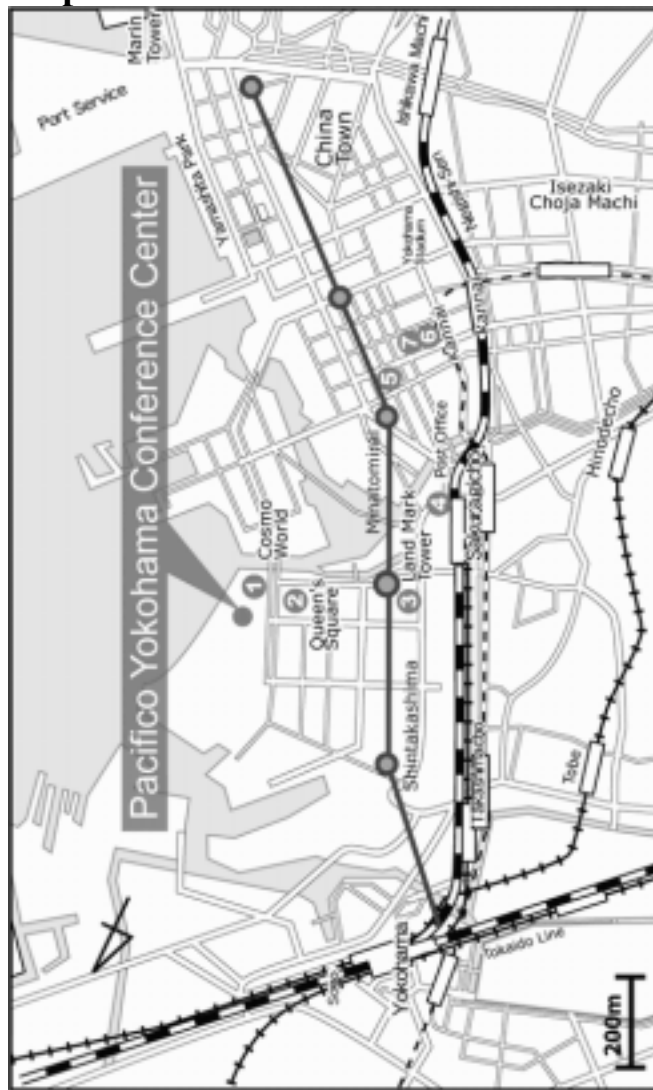 Marin
Tower
Port Service
Yamashita Park
Pacifico Yokohama Conference Center
China
Town
Ishikawa Machi
Negishi Sen
Isezaki
Choja Machi
Yokohama
Stadium
Kannai
Kannai
7
6
5
Minatomirai
Post Office
4
Cosmo
World
1
2
Queen's
Square
Land Mark
Tower
3
Sakuragicho
Hinodecho
Shintakashima
Takashimacho
Tobe
Yokohama
Tokaido Line
200m